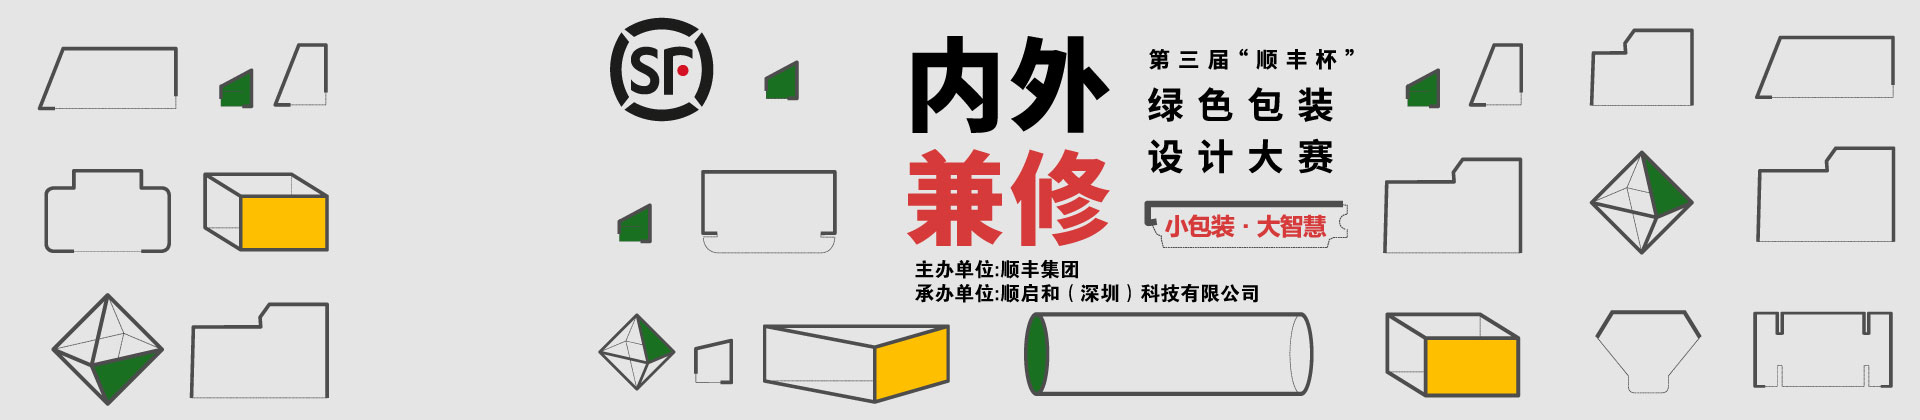 SF
内外
兼修
第三届“顺丰杯”
绿色包装
设计大赛
小包装·大智慧
主办单位:顺丰集团
承办单位:顺启和（深圳）科技有限公司